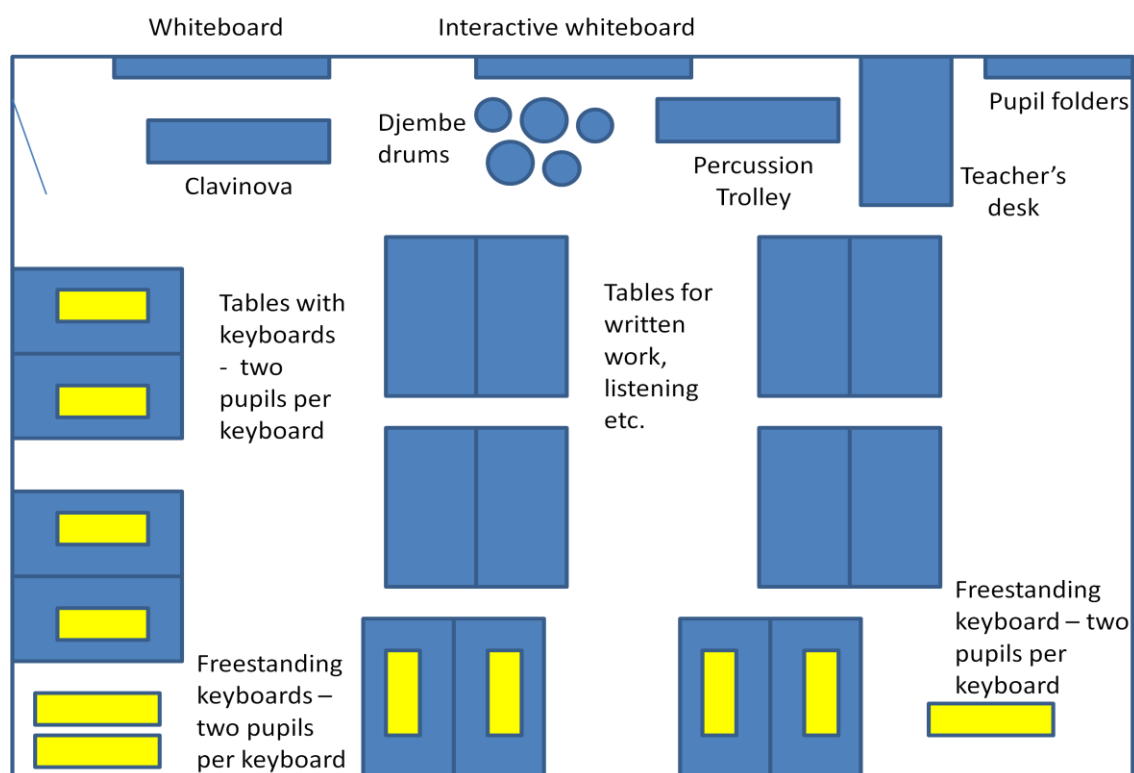 Whiteboard
Interactive whiteboard
Pupil folders
Djembe
drums
Clavinova
Percussion
Trolley
Teacher’s
desk
Tables with
keyboards
- two
pupils per
keyboard
Tables for
written
work,
listening
etc.
Freestanding
keyboard – two
pupils per
keyboard
Freestanding
keyboards –
two pupils
per keyboard